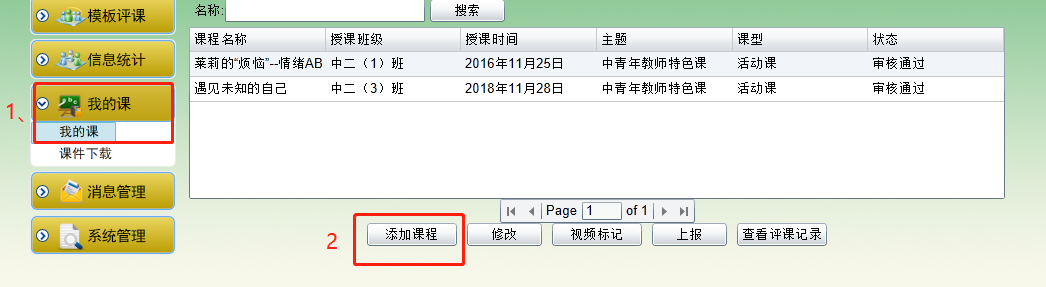 模板评课
名称:
搜索
信息统计
1、
我的课
我的课
课件下载
消息管理
系统管理
课程名称 授课班级 授课时间 主题 课型 状态
茉莉的“烦恼”--情绪AB 中二（1）班 2016年11月25日 中青年教师特色课 活动课 审核通过
遇见未知的自己 中二（3）班 2018年11月28日 中青年教师特色课 活动课 审核通过
Page 1 of 1
2
添加课程 修改 视频标记 上报 查看评课记录